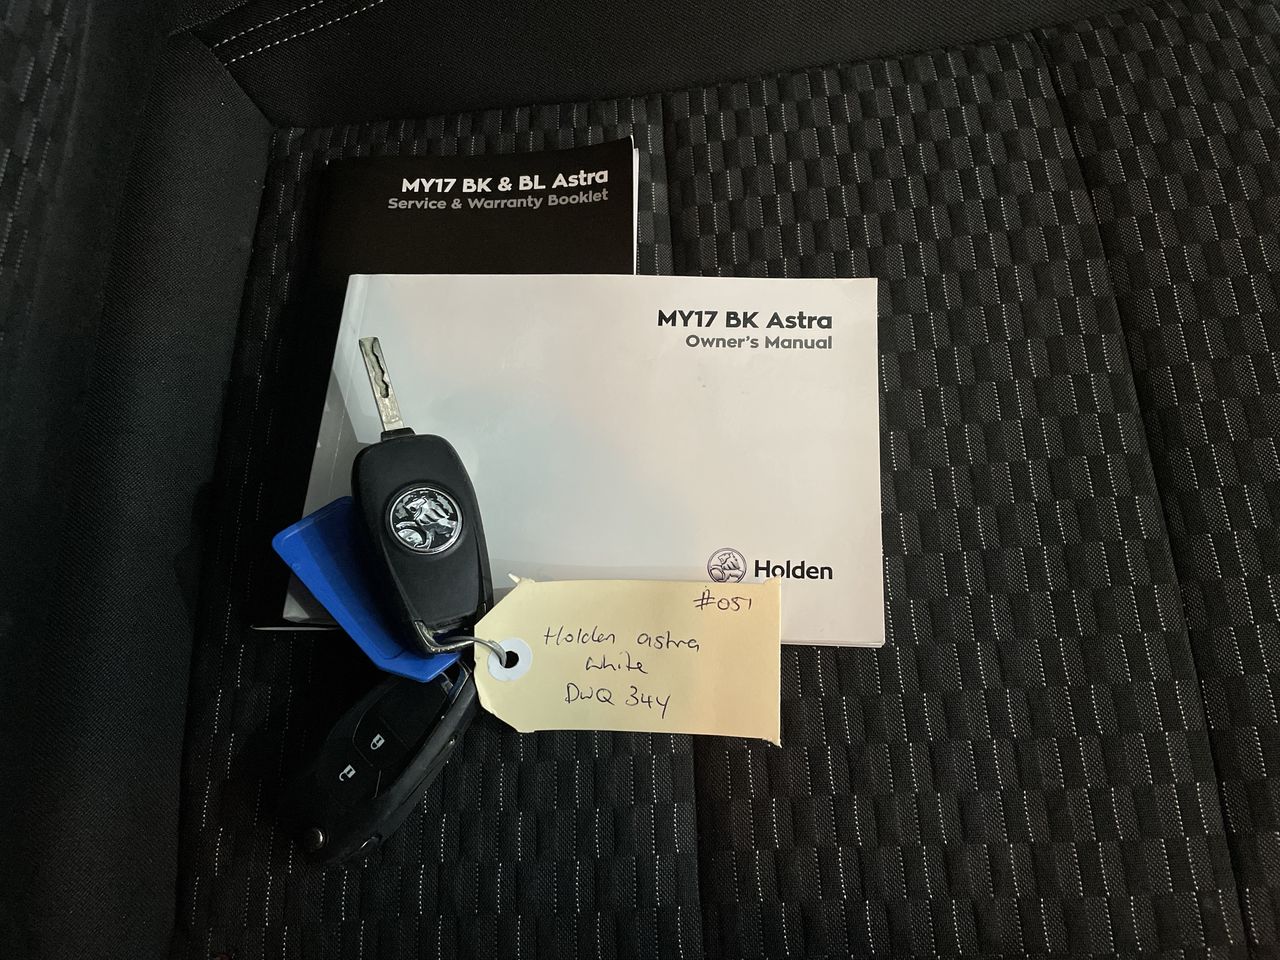 MY17 BK & BL Astra
Service & Warranty Booklet
MY17 BK Astra
Owner's Manual
Holden
#051
Holden astra
white
DWQ 34Y